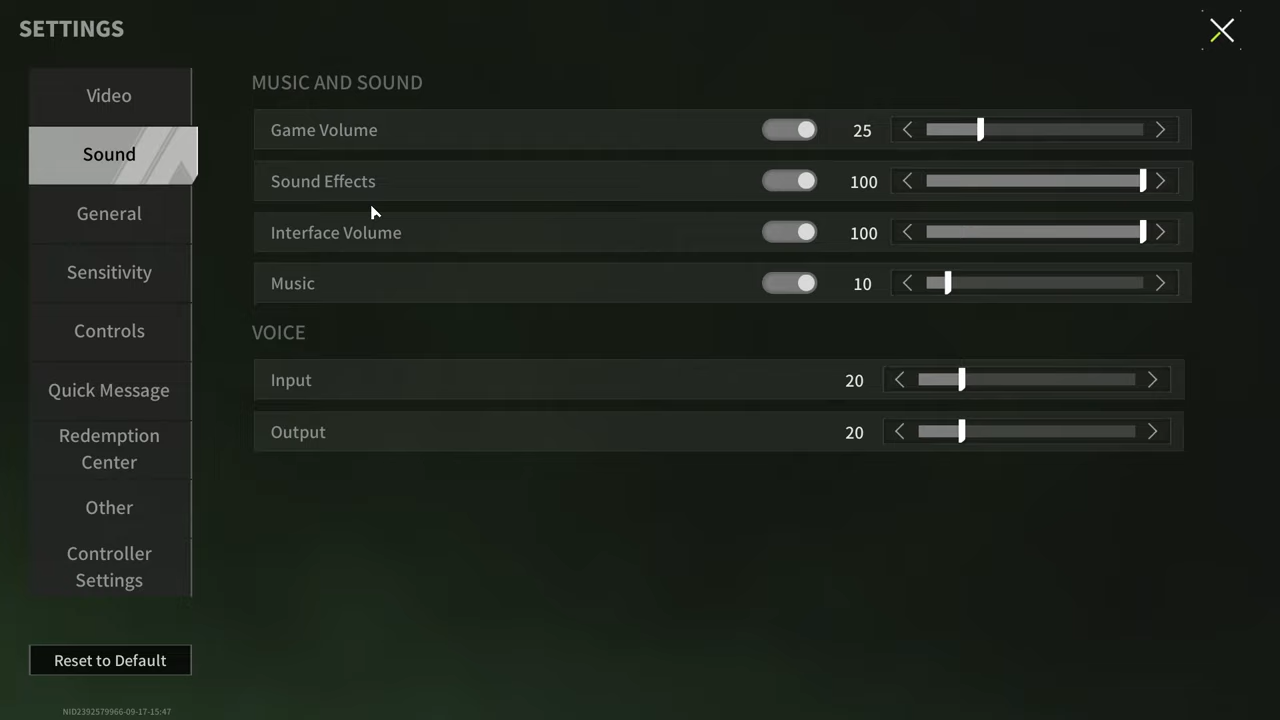 SETTINGS
Video
Sound
General
Sensitivity
Controls
Quick Message
Redemption
Center
Other
Controller
Settings
Reset to Default
NID2392579966-09-17-15:47
MUSIC AND SOUND
Game Volume 25
Sound Effects 100
Interface Volume 100
Music 10
VOICE
Input 20
Output 20